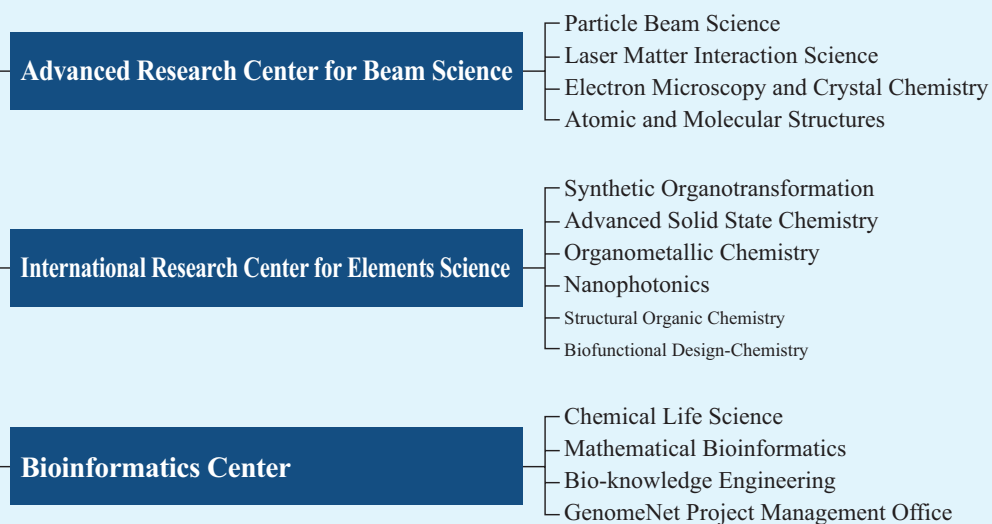 Advanced Research Center for Beam Science
Particle Beam Science
Laser Matter Interaction Science
Electron Microscopy and Crystal Chemistry
Atomic and Molecular Structures
International Research Center for Elements Science
Synthetic Organotransformation
Advanced Solid State Chemistry
Organometallic Chemistry
Nanophotonics
Structural Organic Chemistry
Biofunctional Design-Chemistry
Bioinformatics Center
Chemical Life Science
Mathematical Bioinformatics
Bio-knowledge Engineering
GenomeNet Project Management Office